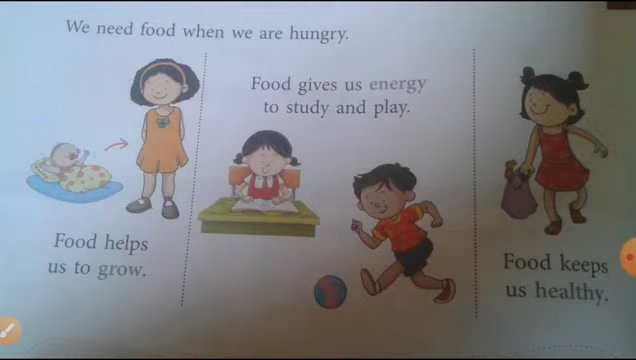 We need food when we are hungry.
Food helps
us to grow.
Food gives us energy
to study and play.
Food keeps
us healthy.